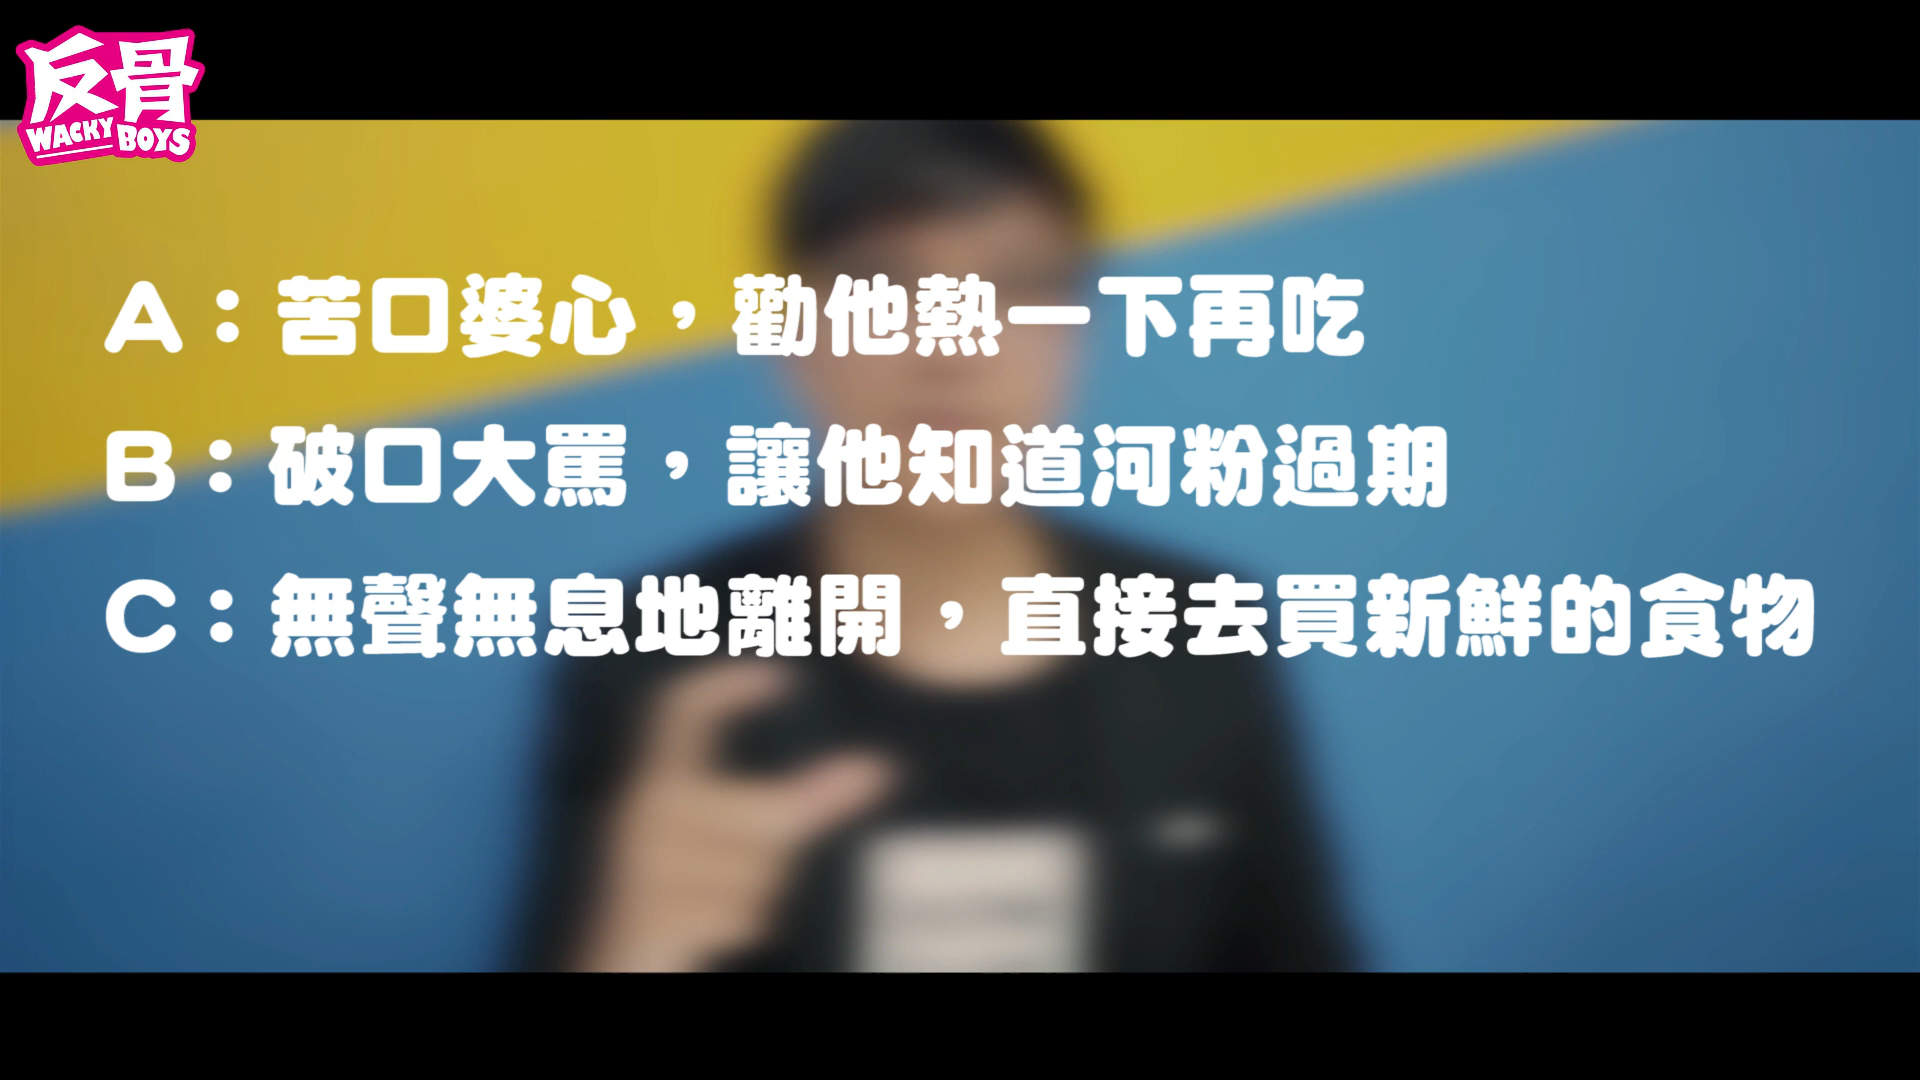 反骨
WACKY BOYS
A：苦口婆心，勸他熱一下再吃
B：破口大罵，讓他知道河粉過期
C：無聲無息地離開，直接去買新鮮的食物